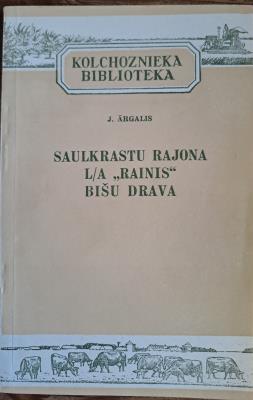 KOLCHOZNIEKA
BIBLIOTEKA
J. ĀRGALIS
SAULKRASTU RAJONA
L/A „RAINIS“
BIŠU DRAVA